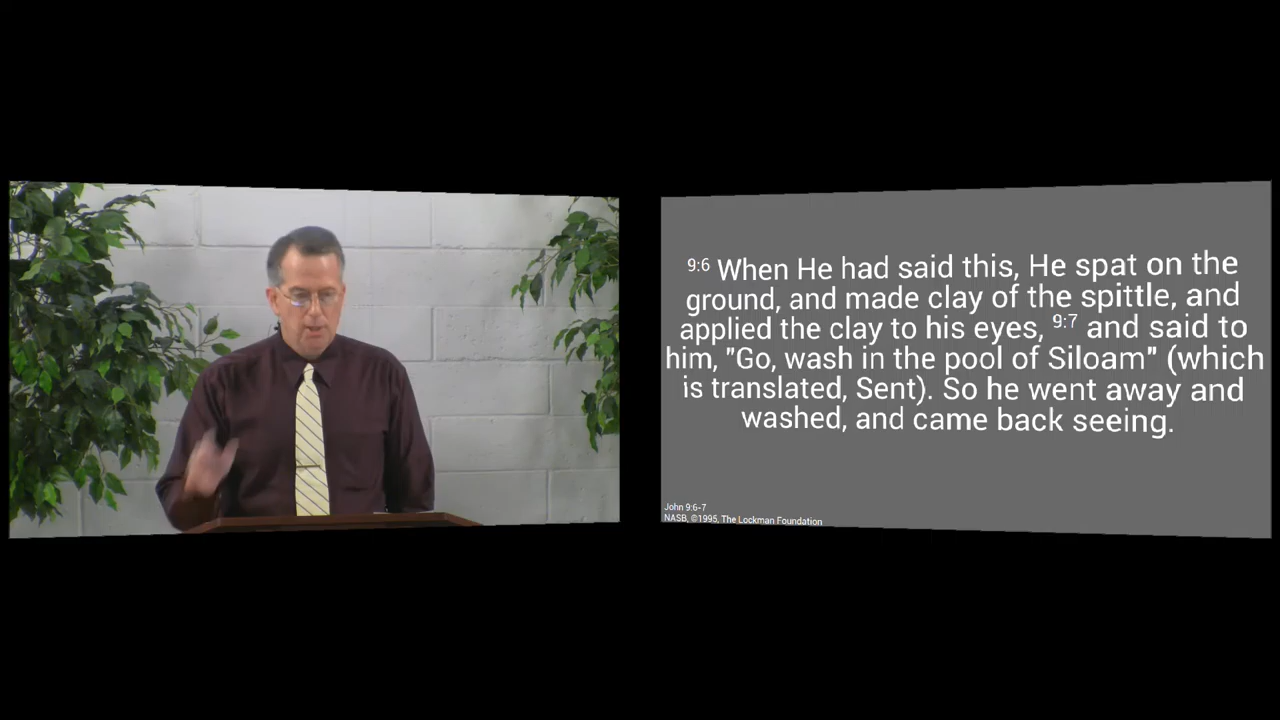 9:6 When He had said this, He spat on the
ground, and made clay of the spittle, and
applied the clay to his eyes, 9:7 and said to
him, "Go, wash in the pool of Siloam" (which
is translated, Sent). So he went away and
washed, and came back seeing.
John 9:6-7
NASB, ©1995, The Lockman Foundation